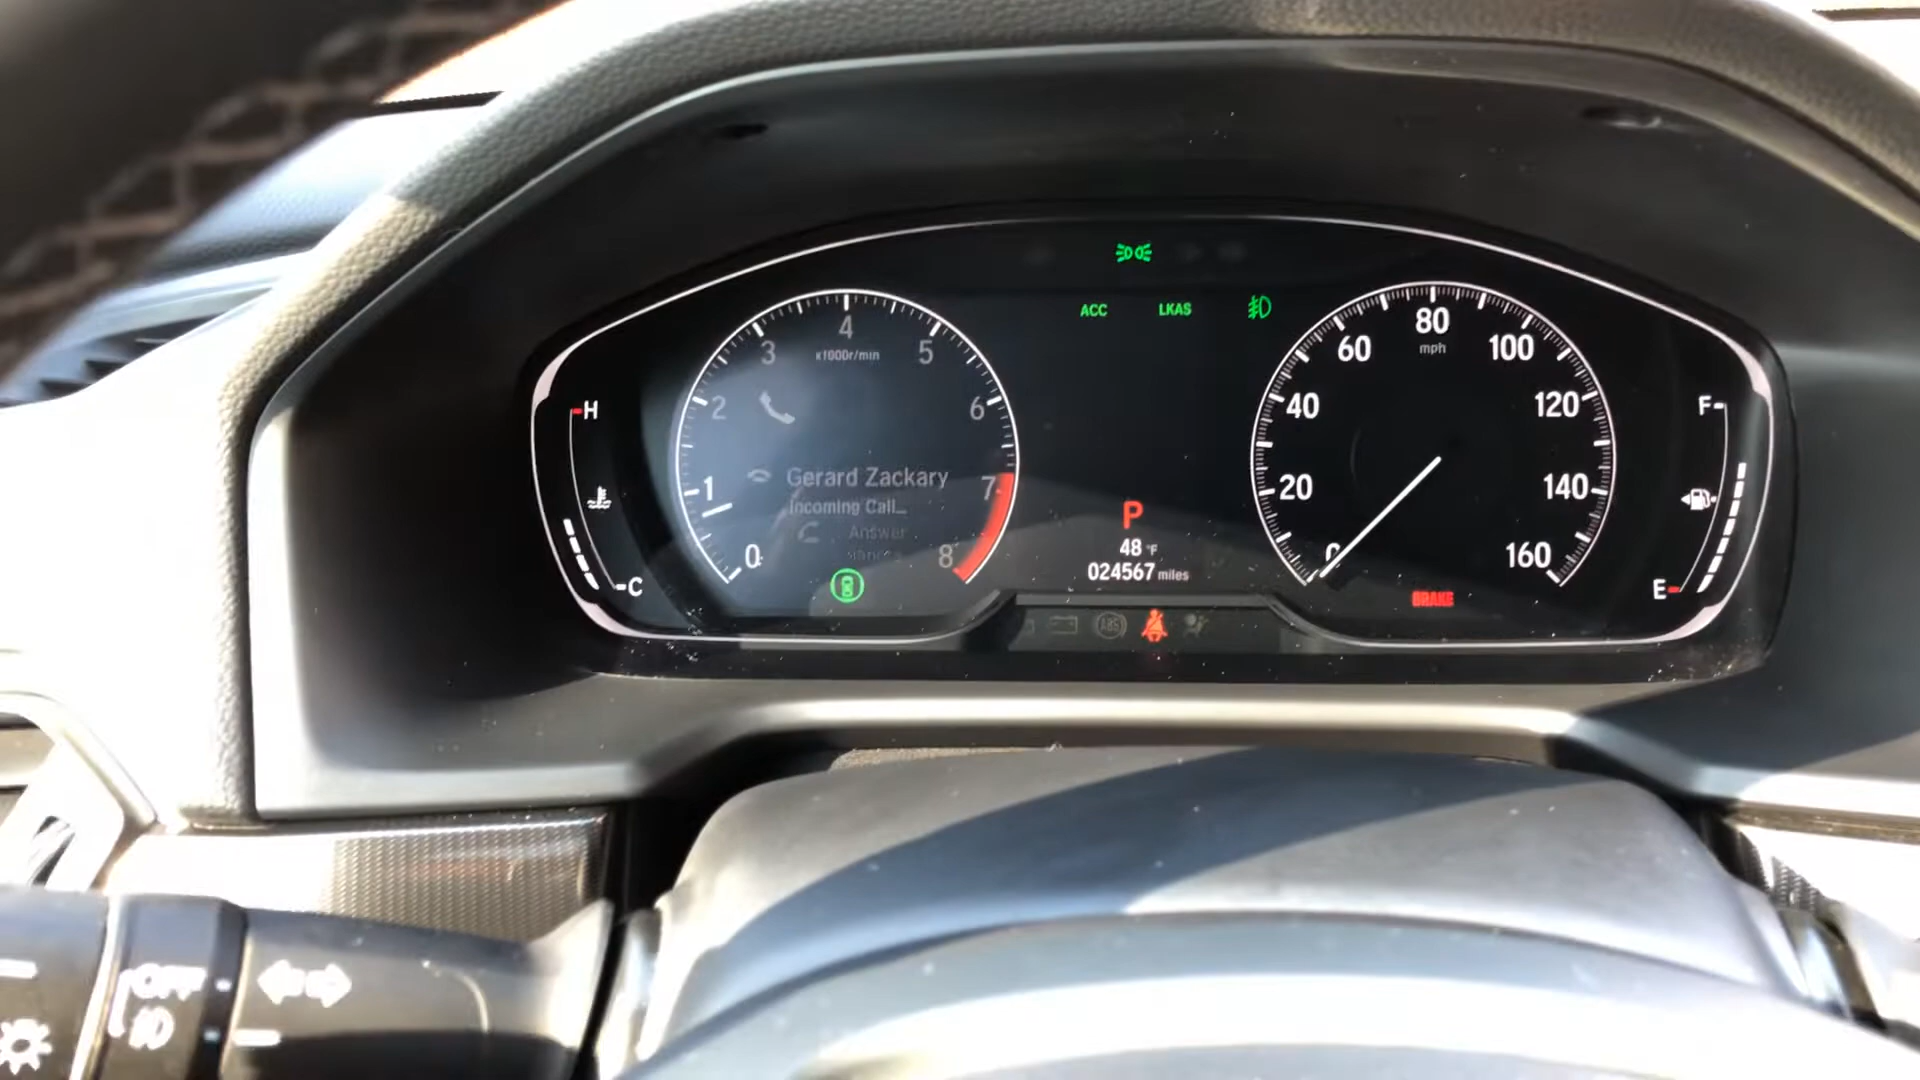 ACC LKAS
4
3 5
x1000r/min
2 6
1 7
0 8
H
C
Gerard Zackary
Incoming Call...
Answer
P
48 °F
024567 miles
ABS
80
mph
60 100
40 120
20 140
0 160
BRAKE
F
E
OFF